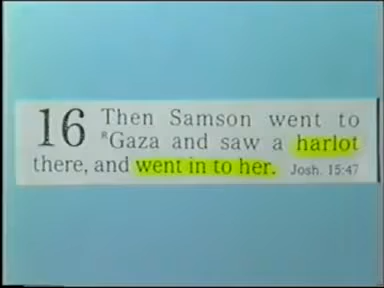 16 Then Samson went to
ᴿGaza and saw a harlot
there, and went in to her. Josh. 15:47